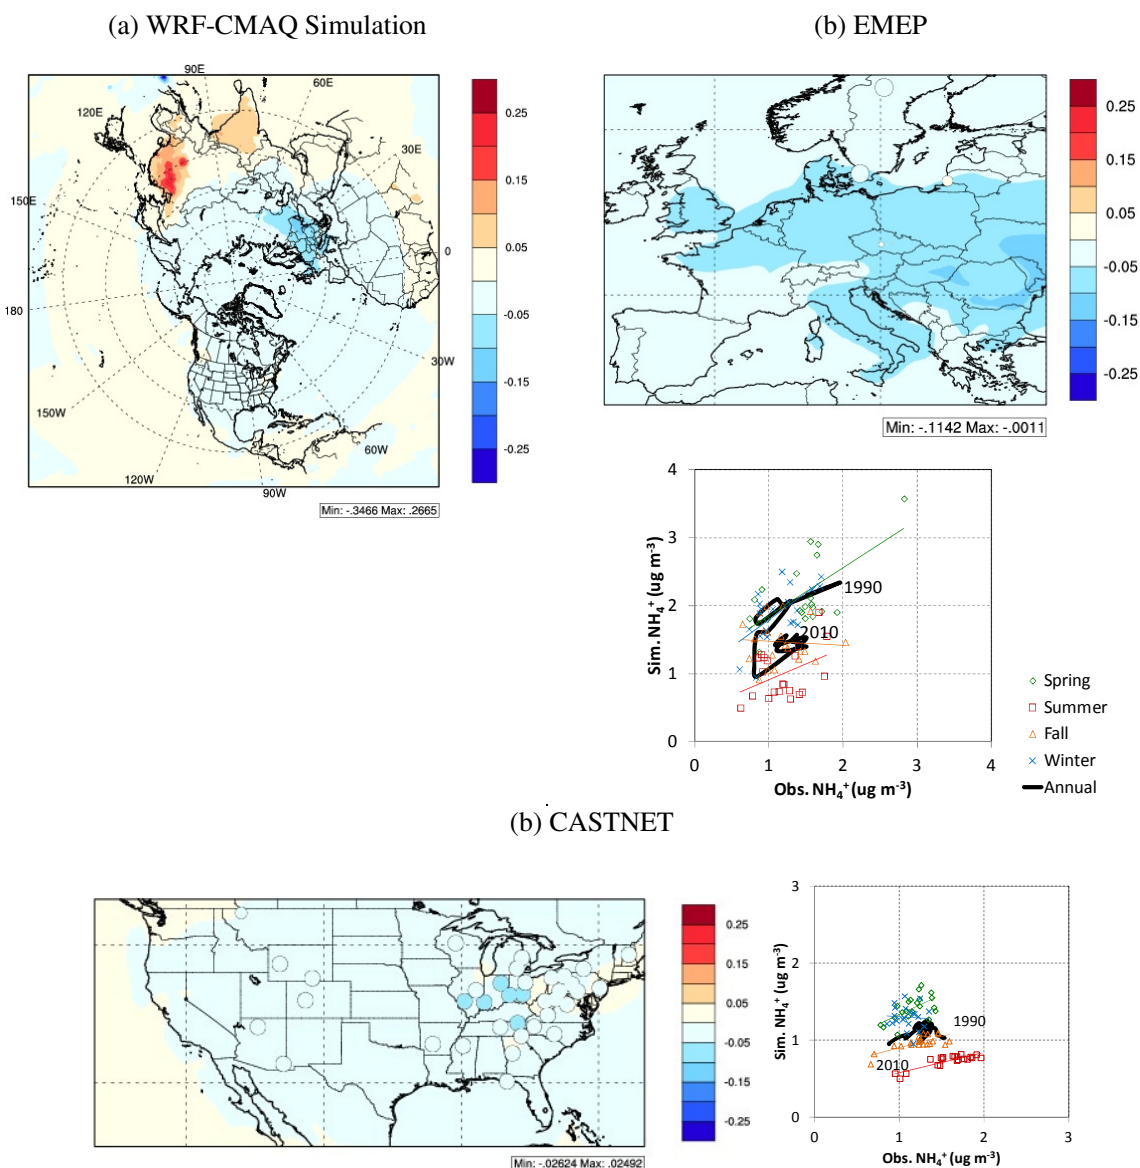 (a) WRF-CMAQ Simulation
(b) EMEP
90E
60E
120E
30E
150E
0
180
30W
150W
60W
120W
90W
0.25
0.15
0.05
-0.05
-0.15
-0.25
Min: -.3466 Max: .2665
0.25
0.15
0.05
-0.05
-0.15
-0.25
Min: -.1142 Max: -.0011
4
3
2
1
0
Sim. NH₄⁺ (ug m⁻³)
1990
2010
0 1 2 3 4
Obs. NH₄⁺ (ug m⁻³)
Spring
Summer
Fall
Winter
Annual
(b) CASTNET
0.25
0.15
0.05
-0.05
-0.15
-0.25
Min: -.02624 Max: .02492
3
2
1
0
Sim. NH₄⁺ (ug m⁻³)
1990
2010
0 1 2 3
Obs. NH₄⁺ (ug m⁻³)